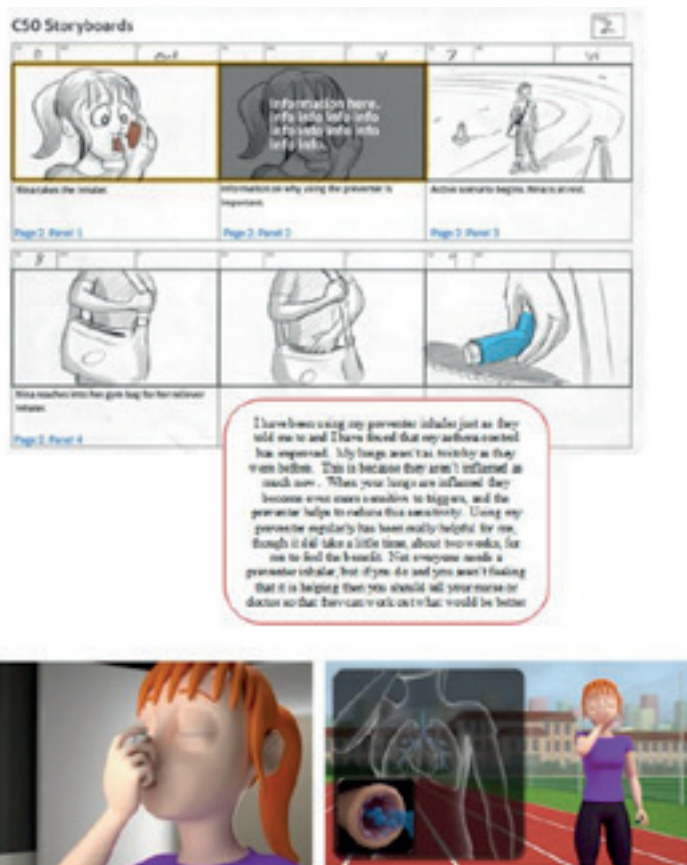 CSO Storyboards
2
Information here.
info info info info
info info info info
info info.
Nina takes the inhaler.
Information on why using the preventer is
important.
Active scenario begins. Nina is at rest.
Page 2: Panel 1
Page 2: Panel 2
Page 2: Panel 3
Nina reaches into her gym bag for her reliever
inhaler.
Page 2: Panel 4
I have been using my preventer inhaler just as they
told me to and I have found that my asthma control
has improved. My lungs aren't as twitchy as they
were before. This is because they aren't inflamed as
much now. When your lungs are inflamed they
become even more sensitive to triggers, and the
preventer helps to reduce this sensitivity. Using my
preventer regularly has been really helpful for me,
though it did take a little time, about two weeks, for
me to feel the benefit. Not everyone needs a
preventer inhaler, but if you do and you aren't feeling
that it is helping then you should tell your nurse or
doctor so that they can work out what would be better